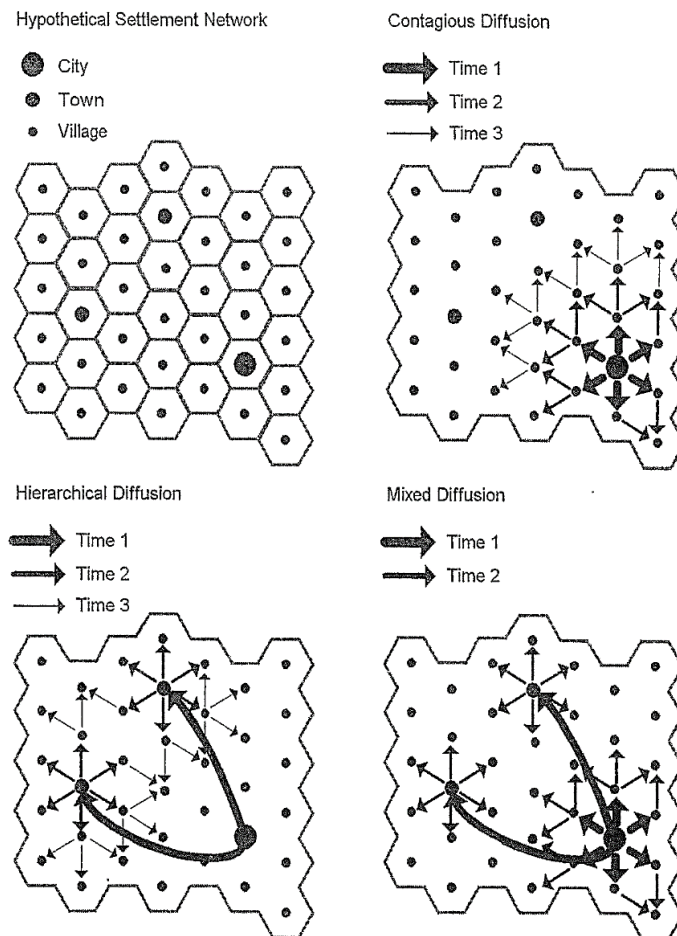 Hypothetical Settlement Network
City
Town
Village
Contagious Diffusion
Time 1
Time 2
Time 3
Hierarchical Diffusion
Time 1
Time 2
Time 3
Mixed Diffusion
Time 1
Time 2